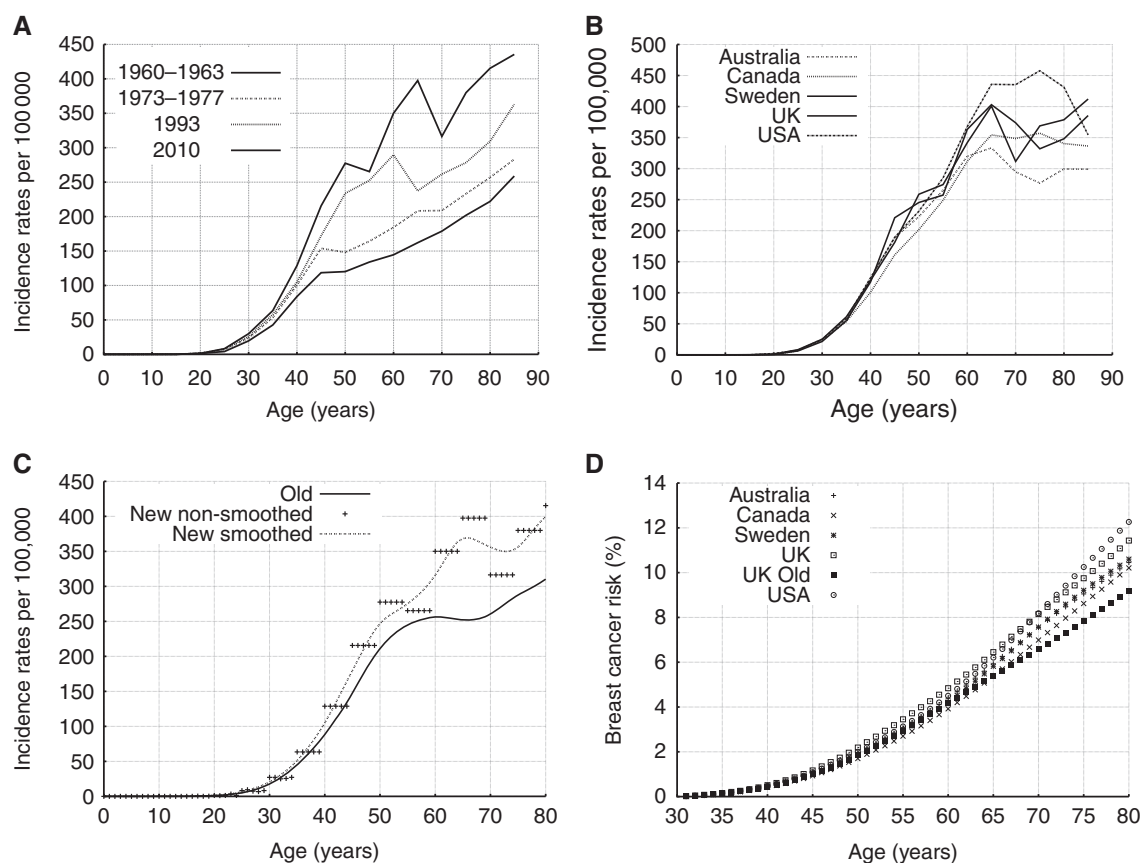 A
Incidence rates per 100 000
450
400
350
300
250
200
150
100
50
0
1960–1963
1973–1977
1993
2010
0 10 20 30 40 50 60 70 80 90
Age (years)
B
Incidence rates per 100,000
500
450
400
350
300
250
200
150
100
50
0
Australia
Canada
Sweden
UK
USA
0 10 20 30 40 50 60 70 80 90
Age (years)
C
Incidence rates per 100,000
450
400
350
300
250
200
150
100
50
0
Old
New non-smoothed
New smoothed
0 10 20 30 40 50 60 70 80
Age (years)
D
Breast cancer risk (%)
14
12
10
8
6
4
2
0
Australia
Canada
Sweden
UK
UK Old
USA
30 35 40 45 50 55 60 65 70 75 80
Age (years)